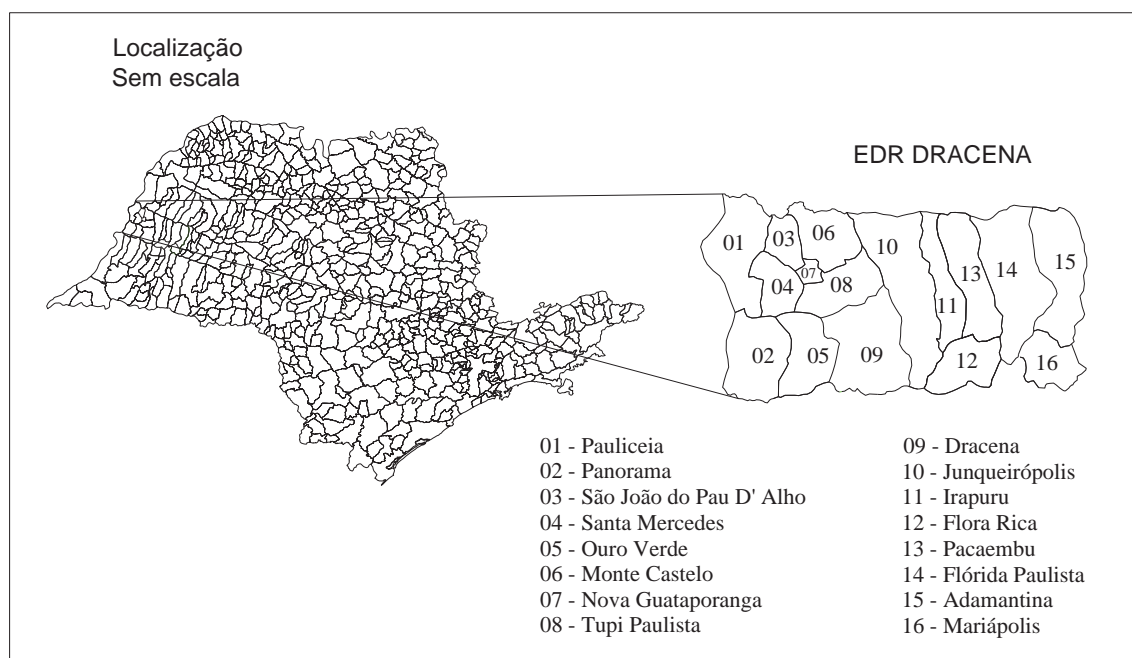 Localização
Sem escala
EDR DRACENA
01
03
06
10
07
04
08
13
14
15
11
02
05
09
12
16
01 - Pauliceia
02 - Panorama
03 - São João do Pau D' Alho
04 - Santa Mercedes
05 - Ouro Verde
06 - Monte Castelo
07 - Nova Guataporanga
08 - Tupi Paulista
09 - Dracena
10 - Junqueirópolis
11 - Irapuru
12 - Flora Rica
13 - Pacaembu
14 - Flórida Paulista
15 - Adamantina
16 - Mariápolis